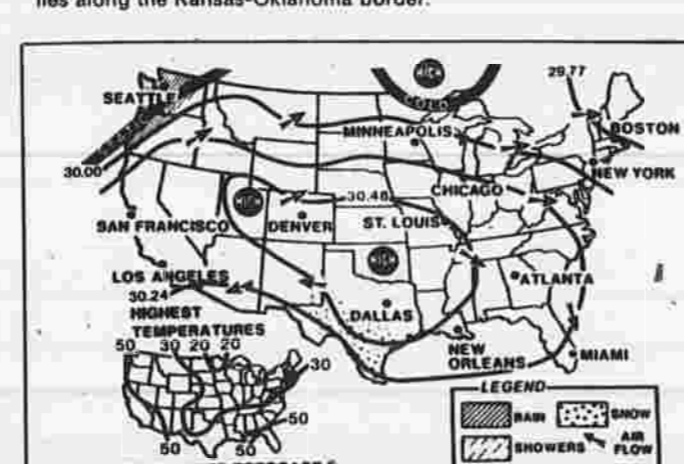 lies along the Kansas-Oklahoma border.
29.77
SEATTLE
BOSTON
MINNEAPOLIS
30.00
NEW YORK
CHICAGO
30.46
SAN FRANCISCO
DENVER
ST. LOUIS
LOS ANGELES
ATLANTA
30.24
HIGHEST
TEMPERATURES
DALLAS
50 30 20 20
30
NEW
ORLEANS
MIAMI
50
50 50
LEGEND
RAIN
SNOW
SHOWERS
AIR
FLOW